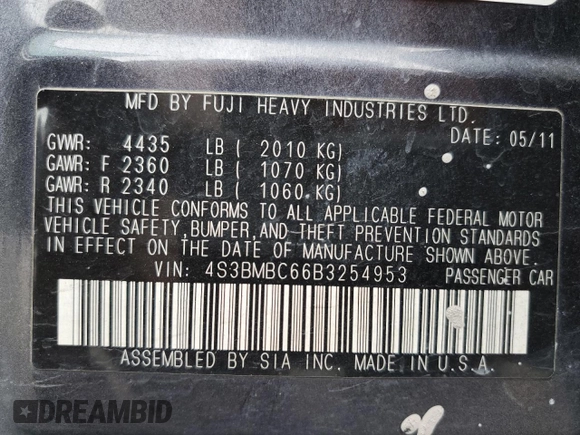 MFD BY FUJI HEAVY INDUSTRIES LTD.
DATE: 05/11
GVWR: 4435 LB ( 2010 KG)
GAWR: F 2360 LB ( 1070 KG)
GAWR: R 2340 LB ( 1060 KG)
THIS VEHICLE CONFORMS TO ALL APPLICABLE FEDERAL MOTOR
VEHICLE SAFETY, BUMPER, AND THEFT PREVENTION STANDARDS
IN EFFECT ON THE DATE OF MANUFACTURE SHOWN ABOVE.
VIN: 4S3BMBC66B3254953 PASSENGER CAR
ASSEMBLED BY SIA INC. MADE IN U.S.A.
DREAMBID